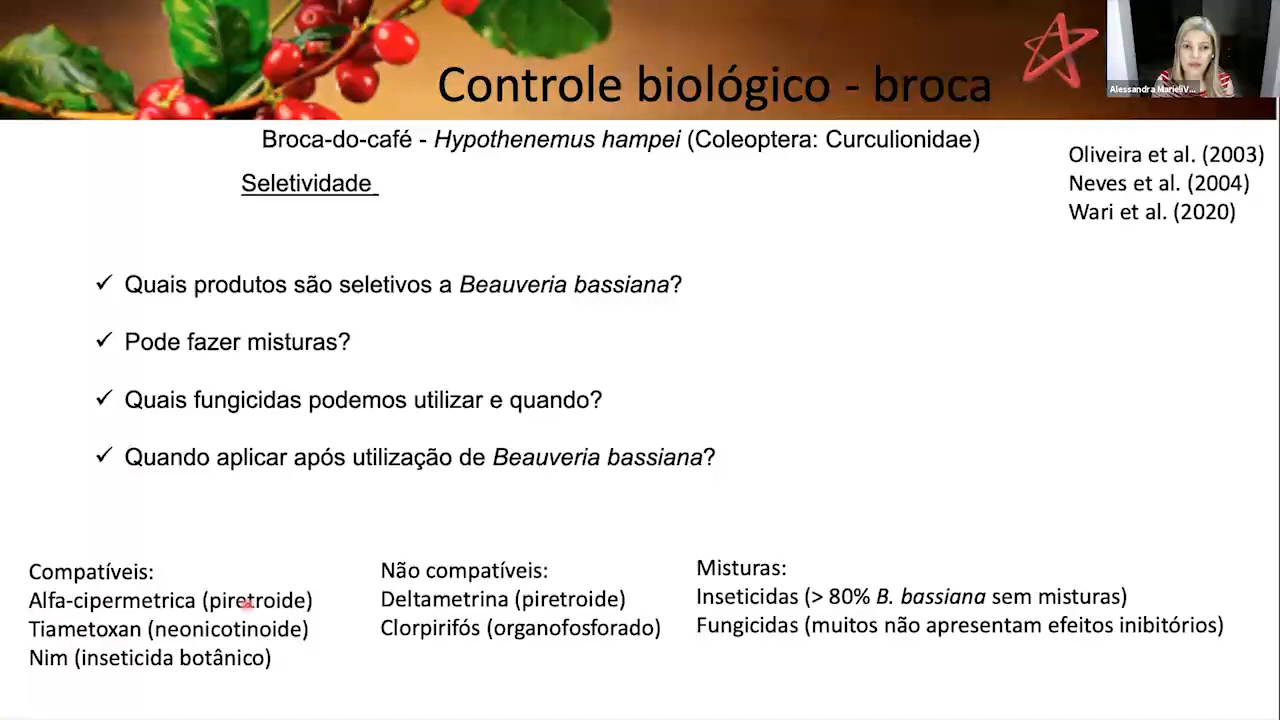 Controle biológico - broca
Alessandra MarieliV...
Broca-do-café - Hypothenemus hampei (Coleoptera: Curculionidae)
Oliveira et al. (2003)
Neves et al. (2004)
Wari et al. (2020)
Seletividade
✓ Quais produtos são seletivos a Beauveria bassiana?
✓ Pode fazer misturas?
✓ Quais fungicidas podemos utilizar e quando?
✓ Quando aplicar após utilização de Beauveria bassiana?
Compatíveis:
Alfa-cipermetrica (piretroide)
Tiametoxan (neonicotinoide)
Nim (inseticida botânico)
Não compatíveis:
Deltametrina (piretroide)
Clorpirifós (organofosforado)
Misturas:
Inseticidas (> 80% B. bassiana sem misturas)
Fungicidas (muitos não apresentam efeitos inibitórios)